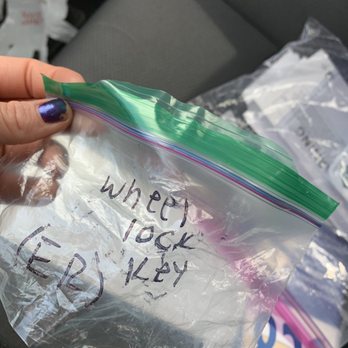 wheel
lock
(ER) Key